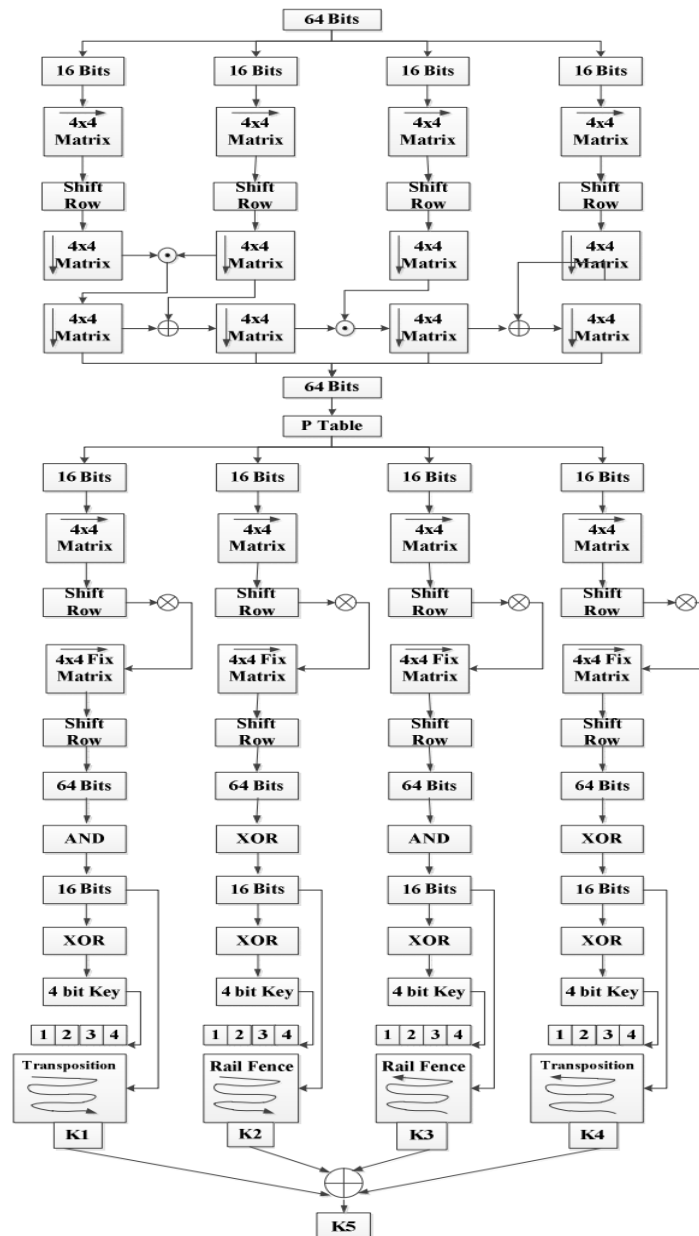 64 Bits
16 Bits 16 Bits 16 Bits 16 Bits
4x4 4x4 4x4 4x4
Matrix Matrix Matrix Matrix
Shift Shift Shift Shift
Row Row Row Row
4x4 4x4 4x4 4x4
Matrix Matrix Matrix Matrix
4x4 4x4 4x4 4x4
Matrix Matrix Matrix Matrix
64 Bits
P Table
16 Bits 16 Bits 16 Bits 16 Bits
4x4 4x4 4x4 4x4
Matrix Matrix Matrix Matrix
Shift Shift Shift Shift
Row Row Row Row
4x4 Fix 4x4 Fix 4x4 Fix 4x4 Fix
Matrix Matrix Matrix Matrix
Shift Shift Shift Shift
Row Row Row Row
64 Bits 64 Bits 64 Bits 64 Bits
AND XOR AND XOR
16 Bits 16 Bits 16 Bits 16 Bits
XOR XOR XOR XOR
4 bit Key 4 bit Key 4 bit Key 4 bit Key
1 2 3 4 1 2 3 4 1 2 3 4 1 2 3 4
Transposition Rail Fence Rail Fence Transposition
K1 K2 K3 K4
K5